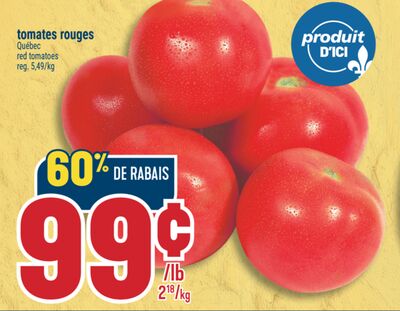 tomates rouges
Québec
red tomatoes
reg. 5,49/kg
produit
D'ICI
60% DE RABAIS
99¢
/lb
218/kg